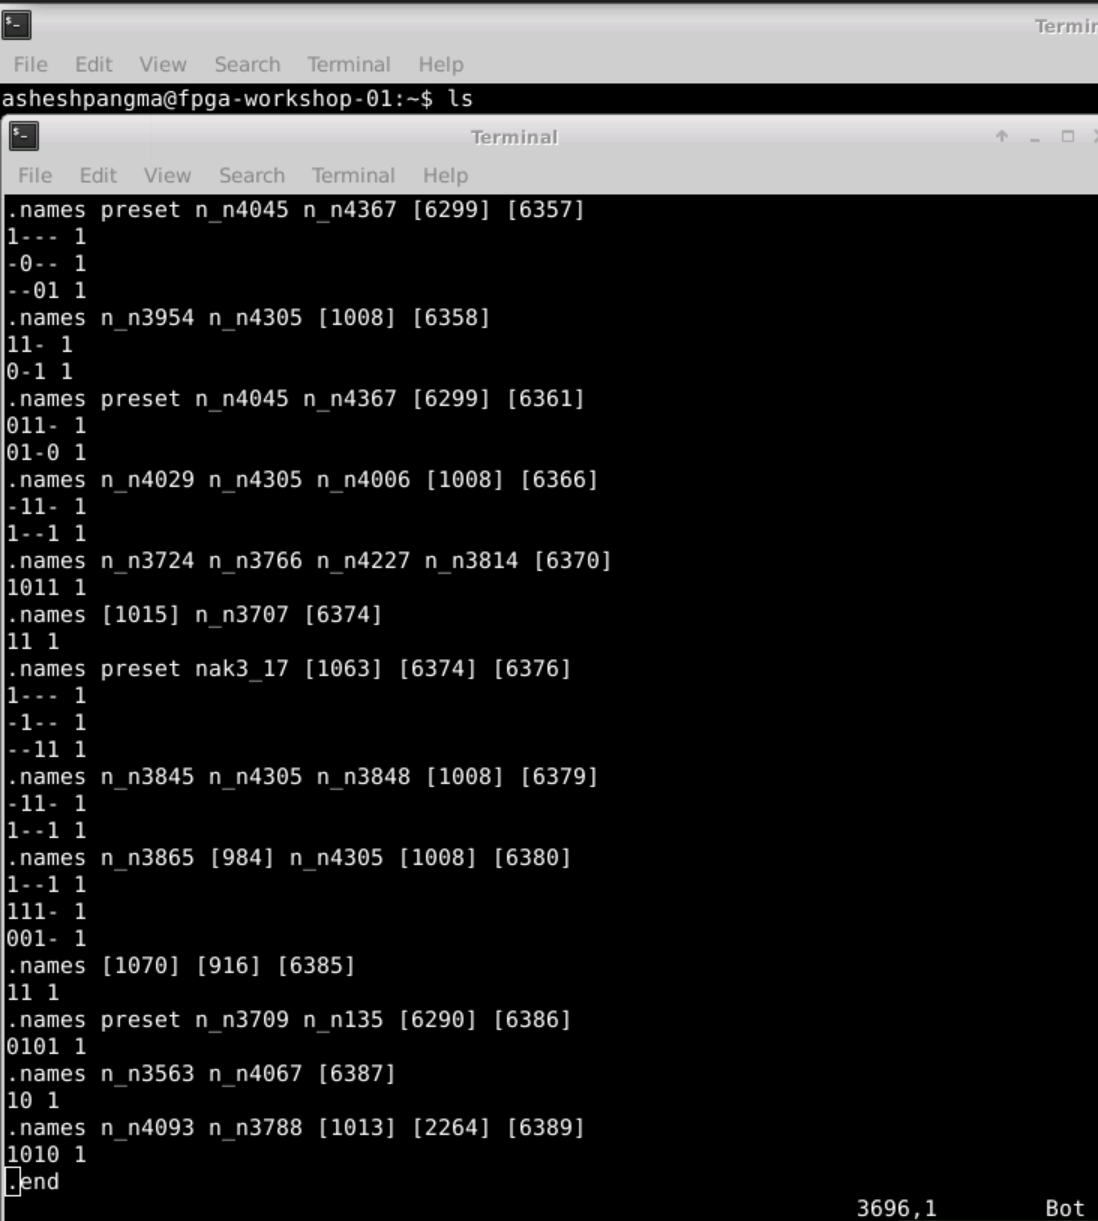 Termin
File Edit View Search Terminal Help
asheshpangma@fpga-workshop-01:~$ ls
Terminal
File Edit View Search Terminal Help
.names preset n_n4045 n_n4367 [6299] [6357]
1--- 1
-0-- 1
--01 1
.names n_n3954 n_n4305 [1008] [6358]
11- 1
0-1 1
.names preset n_n4045 n_n4367 [6299] [6361]
011- 1
01-0 1
.names n_n4029 n_n4305 n_n4006 [1008] [6366]
-11- 1
1--1 1
.names n_n3724 n_n3766 n_n4227 n_n3814 [6370]
1011 1
.names [1015] n_n3707 [6374]
11 1
.names preset nak3_17 [1063] [6374] [6376]
1--- 1
-1-- 1
--11 1
.names n_n3845 n_n4305 n_n3848 [1008] [6379]
-11- 1
1--1 1
.names n_n3865 [984] n_n4305 [1008] [6380]
1--1 1
111- 1
001- 1
.names [1070] [916] [6385]
11 1
.names preset n_n3709 n_n135 [6290] [6386]
0101 1
.names n_n3563 n_n4067 [6387]
10 1
.names n_n4093 n_n3788 [1013] [2264] [6389]
1010 1
.end
3696,1 Bot